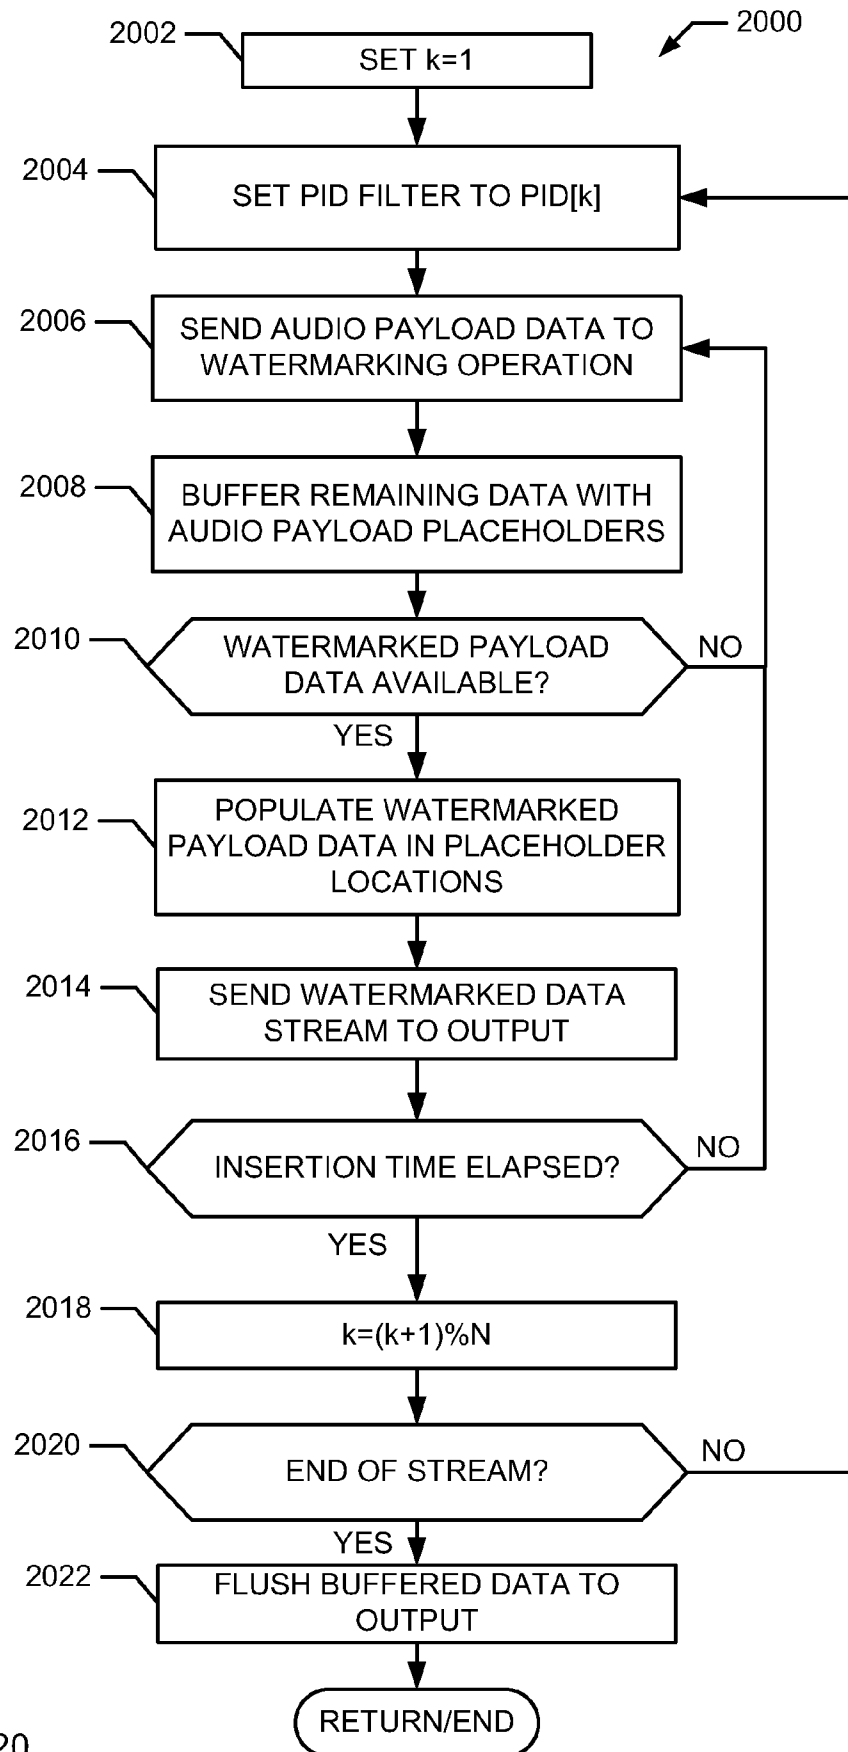 2002
SET k=1
2000
2004
SET PID FILTER TO PID[k]
2006
SEND AUDIO PAYLOAD DATA TO
WATERMARKING OPERATION
2008
BUFFER REMAINING DATA WITH
AUDIO PAYLOAD PLACEHOLDERS
2010
WATERMARKED PAYLOAD
DATA AVAILABLE?
NO
YES
2012
POPULATE WATERMARKED
PAYLOAD DATA IN PLACEHOLDER
LOCATIONS
2014
SEND WATERMARKED DATA
STREAM TO OUTPUT
2016
INSERTION TIME ELAPSED?
NO
YES
2018
k=(k+1)%N
2020
END OF STREAM?
NO
YES
2022
FLUSH BUFFERED DATA TO
OUTPUT
RETURN/END
20